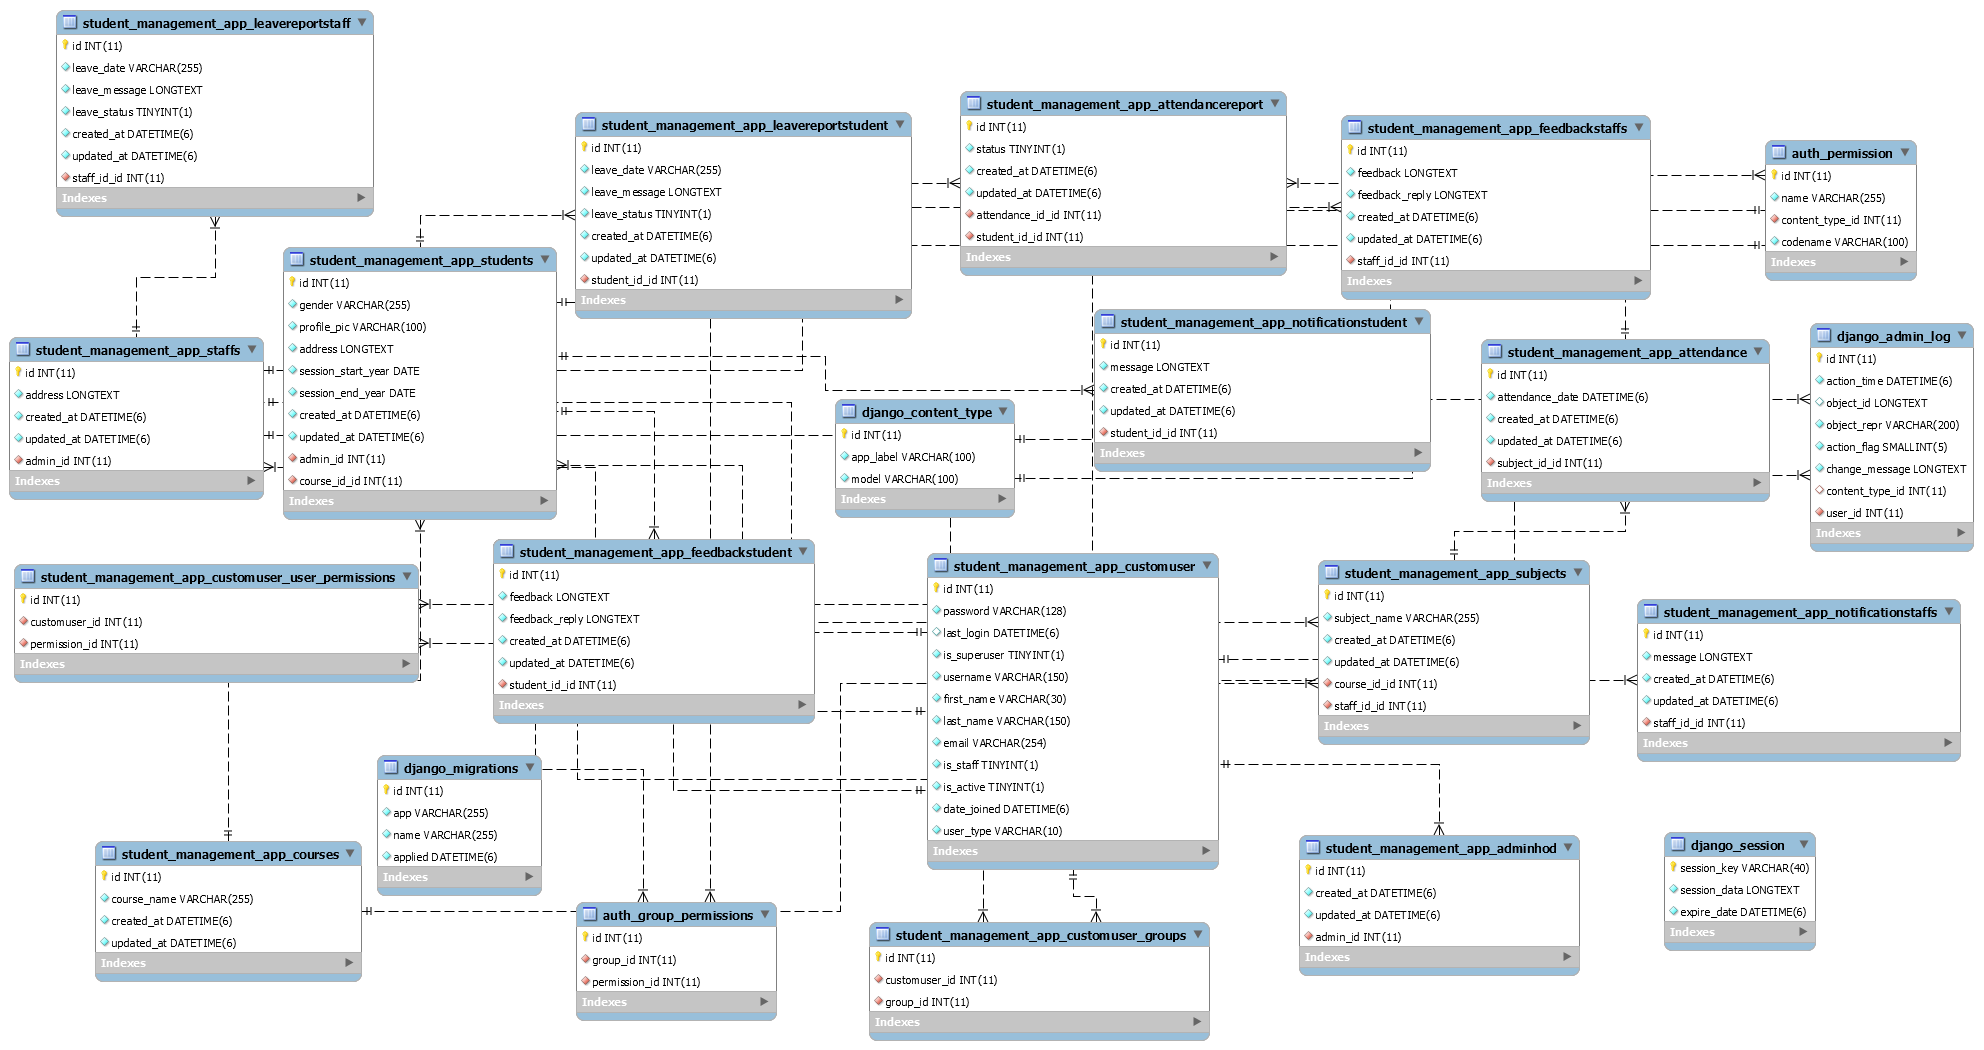 student_management_app_leavereportstaff
id INT(11)
leave_date VARCHAR(255)
leave_message LONGTEXT
leave_status TINYINT(1)
created_at DATETIME(6)
updated_at DATETIME(6)
staff_id_id INT(11)
Indexes
student_management_app_leavereportstudent
id INT(11)
leave_date VARCHAR(255)
leave_message LONGTEXT
leave_status TINYINT(1)
created_at DATETIME(6)
updated_at DATETIME(6)
student_id_id INT(11)
Indexes
student_management_app_attendancereport
id INT(11)
status TINYINT(1)
created_at DATETIME(6)
updated_at DATETIME(6)
attendance_id_id INT(11)
student_id_id INT(11)
Indexes
student_management_app_feedbackstaffs
id INT(11)
feedback LONGTEXT
feedback_reply LONGTEXT
created_at DATETIME(6)
updated_at DATETIME(6)
staff_id_id INT(11)
Indexes
auth_permission
id INT(11)
name VARCHAR(255)
content_type_id INT(11)
codename VARCHAR(100)
Indexes
student_management_app_students
id INT(11)
gender VARCHAR(255)
profile_pic VARCHAR(100)
address LONGTEXT
session_start_year DATE
session_end_year DATE
created_at DATETIME(6)
updated_at DATETIME(6)
admin_id INT(11)
course_id_id INT(11)
Indexes
student_management_app_staffs
id INT(11)
address LONGTEXT
created_at DATETIME(6)
updated_at DATETIME(6)
admin_id INT(11)
Indexes
student_management_app_notificationstudent
id INT(11)
message LONGTEXT
created_at DATETIME(6)
updated_at DATETIME(6)
student_id_id INT(11)
Indexes
student_management_app_attendance
id INT(11)
attendance_date DATETIME(6)
created_at DATETIME(6)
updated_at DATETIME(6)
subject_id_id INT(11)
Indexes
django_admin_log
id INT(11)
action_time DATETIME(6)
object_id LONGTEXT
object_repr VARCHAR(200)
action_flag SMALLINT(5)
change_message LONGTEXT
content_type_id INT(11)
user_id INT(11)
Indexes
django_content_type
id INT(11)
app_label VARCHAR(100)
model VARCHAR(100)
Indexes
student_management_app_customuser_user_permissions
id INT(11)
customuser_id INT(11)
permission_id INT(11)
Indexes
student_management_app_feedbackstudent
id INT(11)
feedback LONGTEXT
feedback_reply LONGTEXT
created_at DATETIME(6)
updated_at DATETIME(6)
student_id_id INT(11)
Indexes
student_management_app_customuser
id INT(11)
password VARCHAR(128)
last_login DATETIME(6)
is_superuser TINYINT(1)
username VARCHAR(150)
first_name VARCHAR(30)
last_name VARCHAR(150)
email VARCHAR(254)
is_staff TINYINT(1)
is_active TINYINT(1)
date_joined DATETIME(6)
user_type VARCHAR(10)
Indexes
student_management_app_subjects
id INT(11)
subject_name VARCHAR(255)
created_at DATETIME(6)
updated_at DATETIME(6)
course_id_id INT(11)
staff_id_id INT(11)
Indexes
student_management_app_notificationstaffs
id INT(11)
message LONGTEXT
created_at DATETIME(6)
updated_at DATETIME(6)
staff_id_id INT(11)
Indexes
django_migrations
id INT(11)
app VARCHAR(255)
name VARCHAR(255)
applied DATETIME(6)
Indexes
student_management_app_courses
id INT(11)
course_name VARCHAR(255)
created_at DATETIME(6)
updated_at DATETIME(6)
Indexes
auth_group_permissions
id INT(11)
group_id INT(11)
permission_id INT(11)
Indexes
student_management_app_customuser_groups
id INT(11)
customuser_id INT(11)
group_id INT(11)
Indexes
student_management_app_adminhod
id INT(11)
created_at DATETIME(6)
updated_at DATETIME(6)
admin_id INT(11)
Indexes
django_session
session_key VARCHAR(40)
session_data LONGTEXT
expire_date DATETIME(6)
Indexes